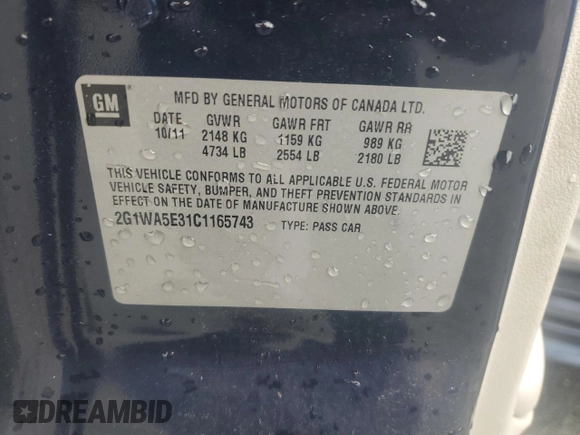 GM
MFD BY GENERAL MOTORS OF CANADA LTD.
DATE GVWR GAWR FRT GAWR RR
10/11 2148 KG 1159 KG 989 KG
4734 LB 2554 LB 2180 LB
THIS VEHICLE CONFORMS TO ALL APPLICABLE U.S. FEDERAL MOTOR
VEHICLE SAFETY, BUMPER, AND THEFT PREVENTION STANDARDS IN
EFFECT ON THE DATE OF MANUFACTURE SHOWN ABOVE.
2G1WA5E31C1165743 TYPE: PASS CAR
DREAMBID